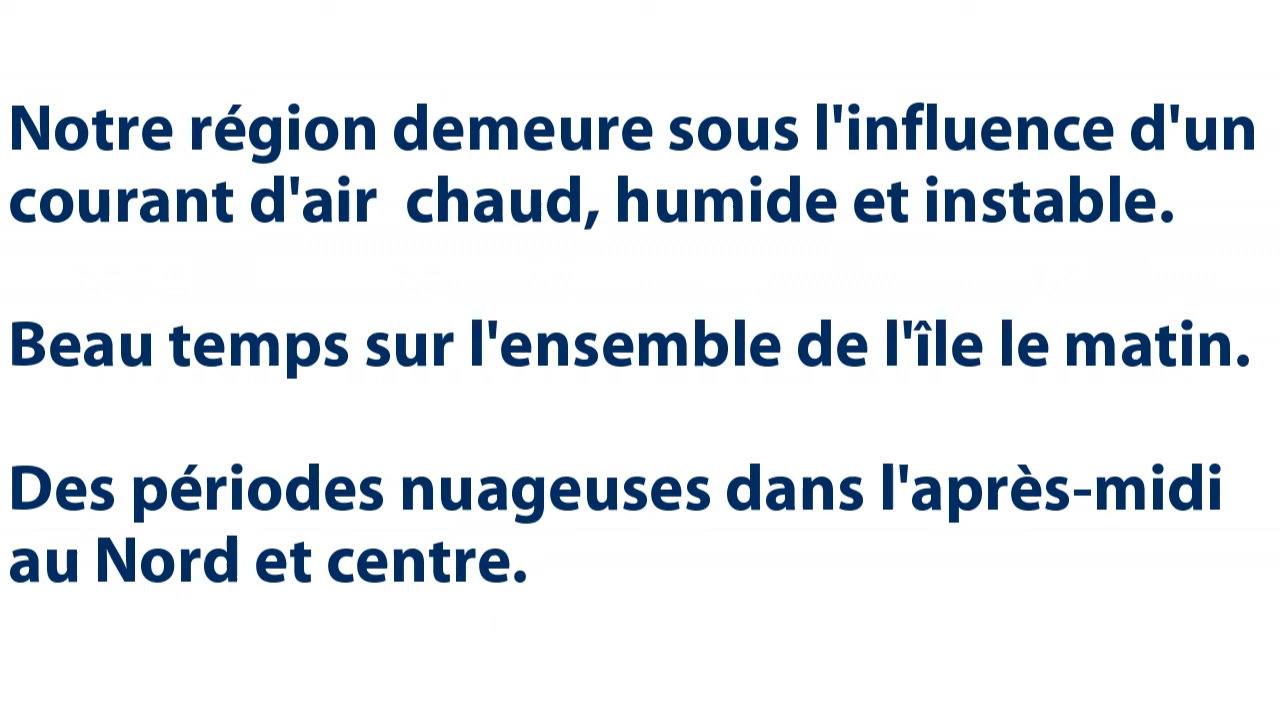 Notre région demeure sous l'influence d'un
courant d'air  chaud, humide et instable.
Beau temps sur l'ensemble de l'île le matin.
Des périodes nuageuses dans l'après-midi
au Nord et centre.